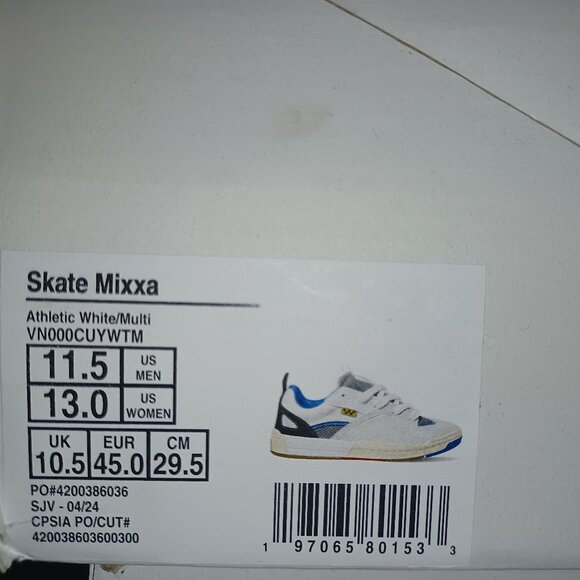 Skate Mixxa
Athletic White/Multi
VN000CUYWTM
11.5 US MEN
13.0 US WOMEN
UK EUR CM
10.5 45.0 29.5
PO#4200386036
SJV - 04/24
CPSIA PO/CUT#
420038603600300
1 97065 80153 3